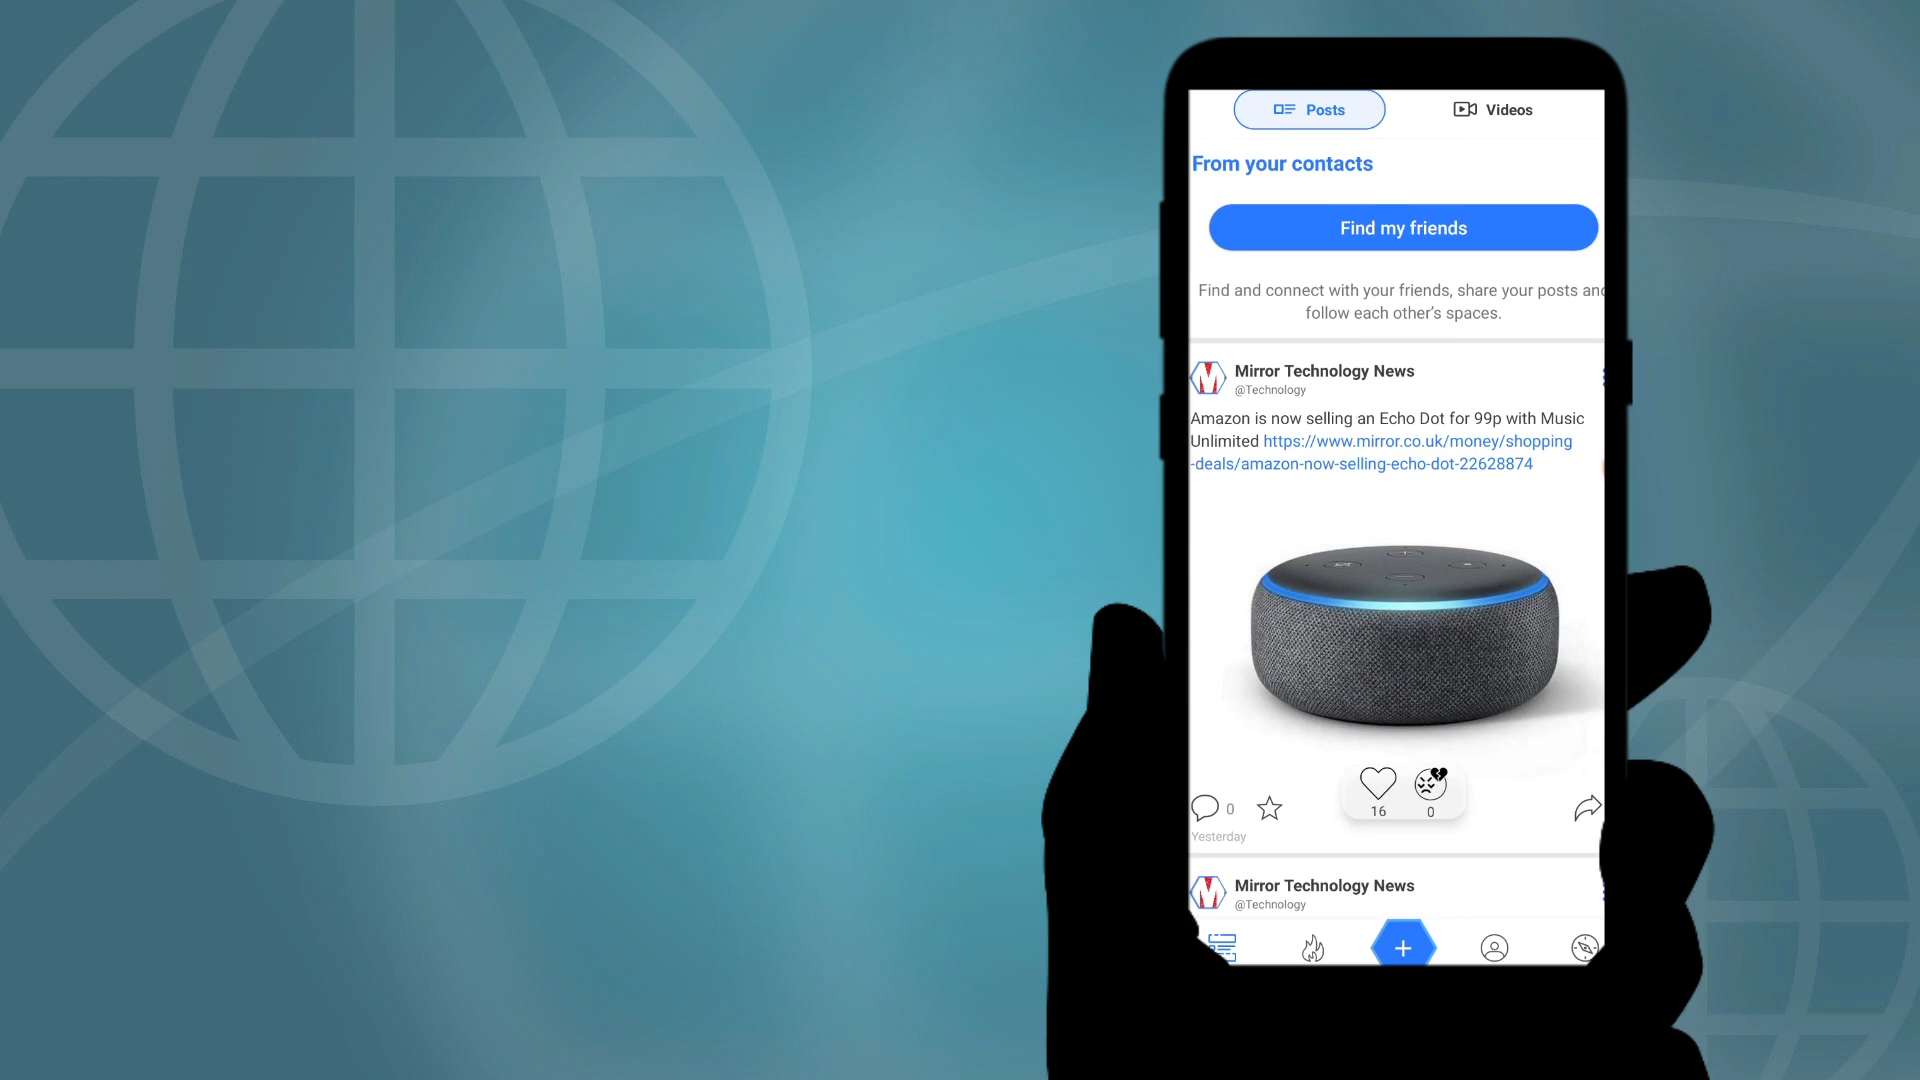 Posts
Videos
From your contacts
Find my friends
Find and connect with your friends, share your posts and
follow each other’s spaces.
Mirror Technology News
@Technology
Amazon is now selling an Echo Dot for 99p with Music
Unlimited https://www.mirror.co.uk/money/shopping
-deals/amazon-now-selling-echo-dot-22628874
0
16
0
Yesterday
Mirror Technology News
@Technology